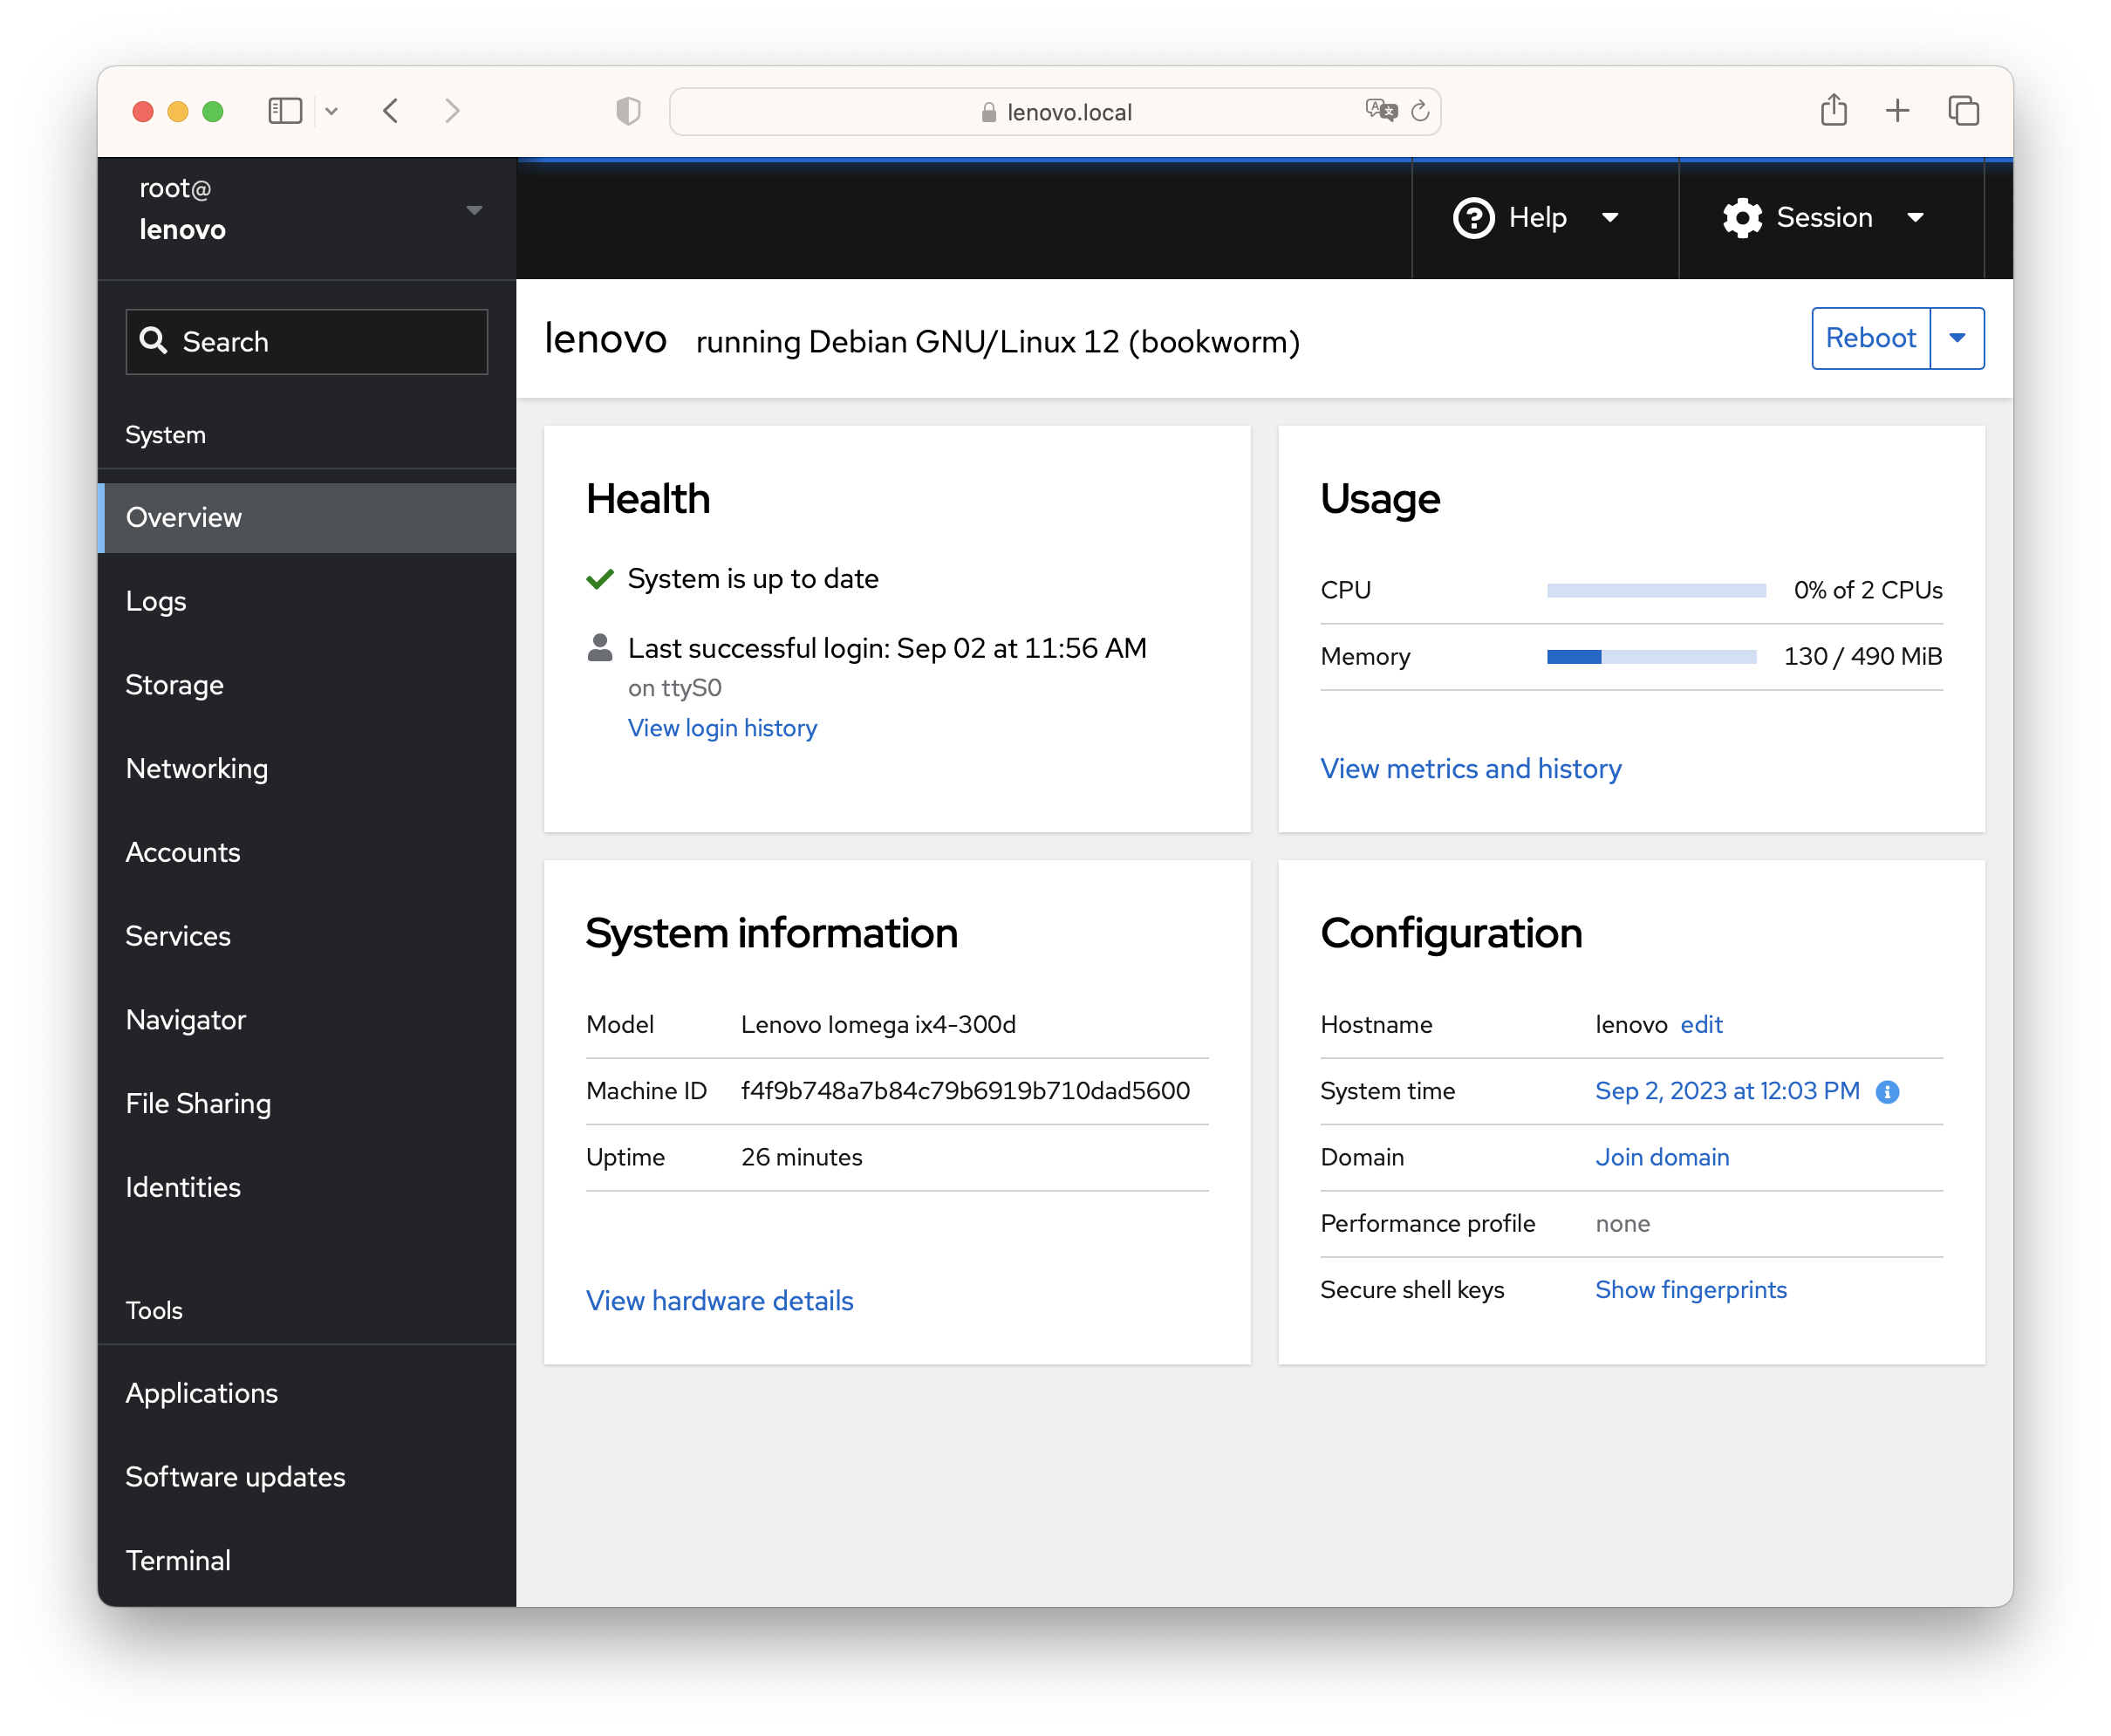 lenovo.local
root@
lenovo
Help
Session
Search
lenovo running Debian GNU/Linux 12 (bookworm)
Reboot
System
Overview
Logs
Storage
Networking
Accounts
Services
Navigator
File Sharing
Identities
Tools
Applications
Software updates
Terminal
Health
System is up to date
Last successful login: Sep 02 at 11:56 AM
on ttyS0
View login history
Usage
CPU 0% of 2 CPUs
Memory 130 / 490 MiB
View metrics and history
System information
Model Lenovo Iomega ix4-300d
Machine ID f4f9b748a7b84c79b6919b710dad5600
Uptime 26 minutes
View hardware details
Configuration
Hostname lenovo edit
System time Sep 2, 2023 at 12:03 PM
Domain Join domain
Performance profile none
Secure shell keys Show fingerprints